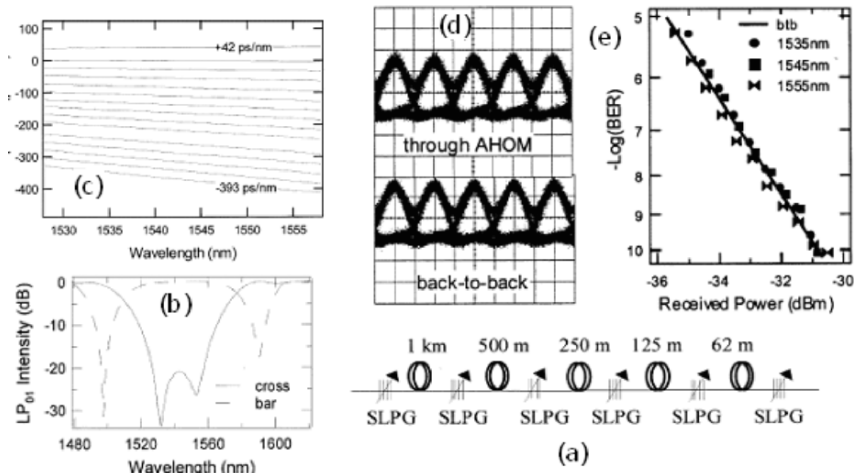 100
0
-100
-200
-300
-400
+42 ps/nm
-393 ps/nm
(c)
1530 1535 1540 1545 1550 1555
Wavelength (nm)
(d)
through AHOM
back-to-back
(e)
5
6
7
8
9
10
-Log(BER)
btb
1535nm
1545nm
1555nm
-36 -34 -32 -30
Received Power (dBm)
0
-10
-20
-30
LP01 Intensity (dB)
(b)
cross
bar
1480 1520 1560 1600
Wavelength (nm)
1 km 500 m 250 m 125 m 62 m
SLPG SLPG SLPG SLPG SLPG SLPG
(a)